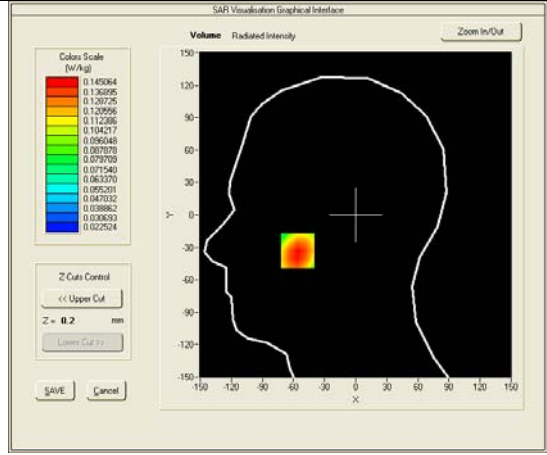 SAR Visualisation Graphical Interface
Volume Radiated Intensity
Zoom In/Out
Colors Scale
(W/kg)
0.145064
0.136895
0.128725
0.120556
0.112386
0.104217
0.096048
0.087878
0.079709
0.071540
0.063370
0.055201
0.047032
0.038862
0.030693
0.022524
Z-Cuts Control
<< Upper Cut
Z = 0.2 mm
Lower Cut >>
SAVE Cancel
150-
120-
90-
60-
30-
0-
-30-
-60-
-90-
-120-
-150-
Y
-150 -120 -90 -60 -30 0 30 60 90 120 150
X